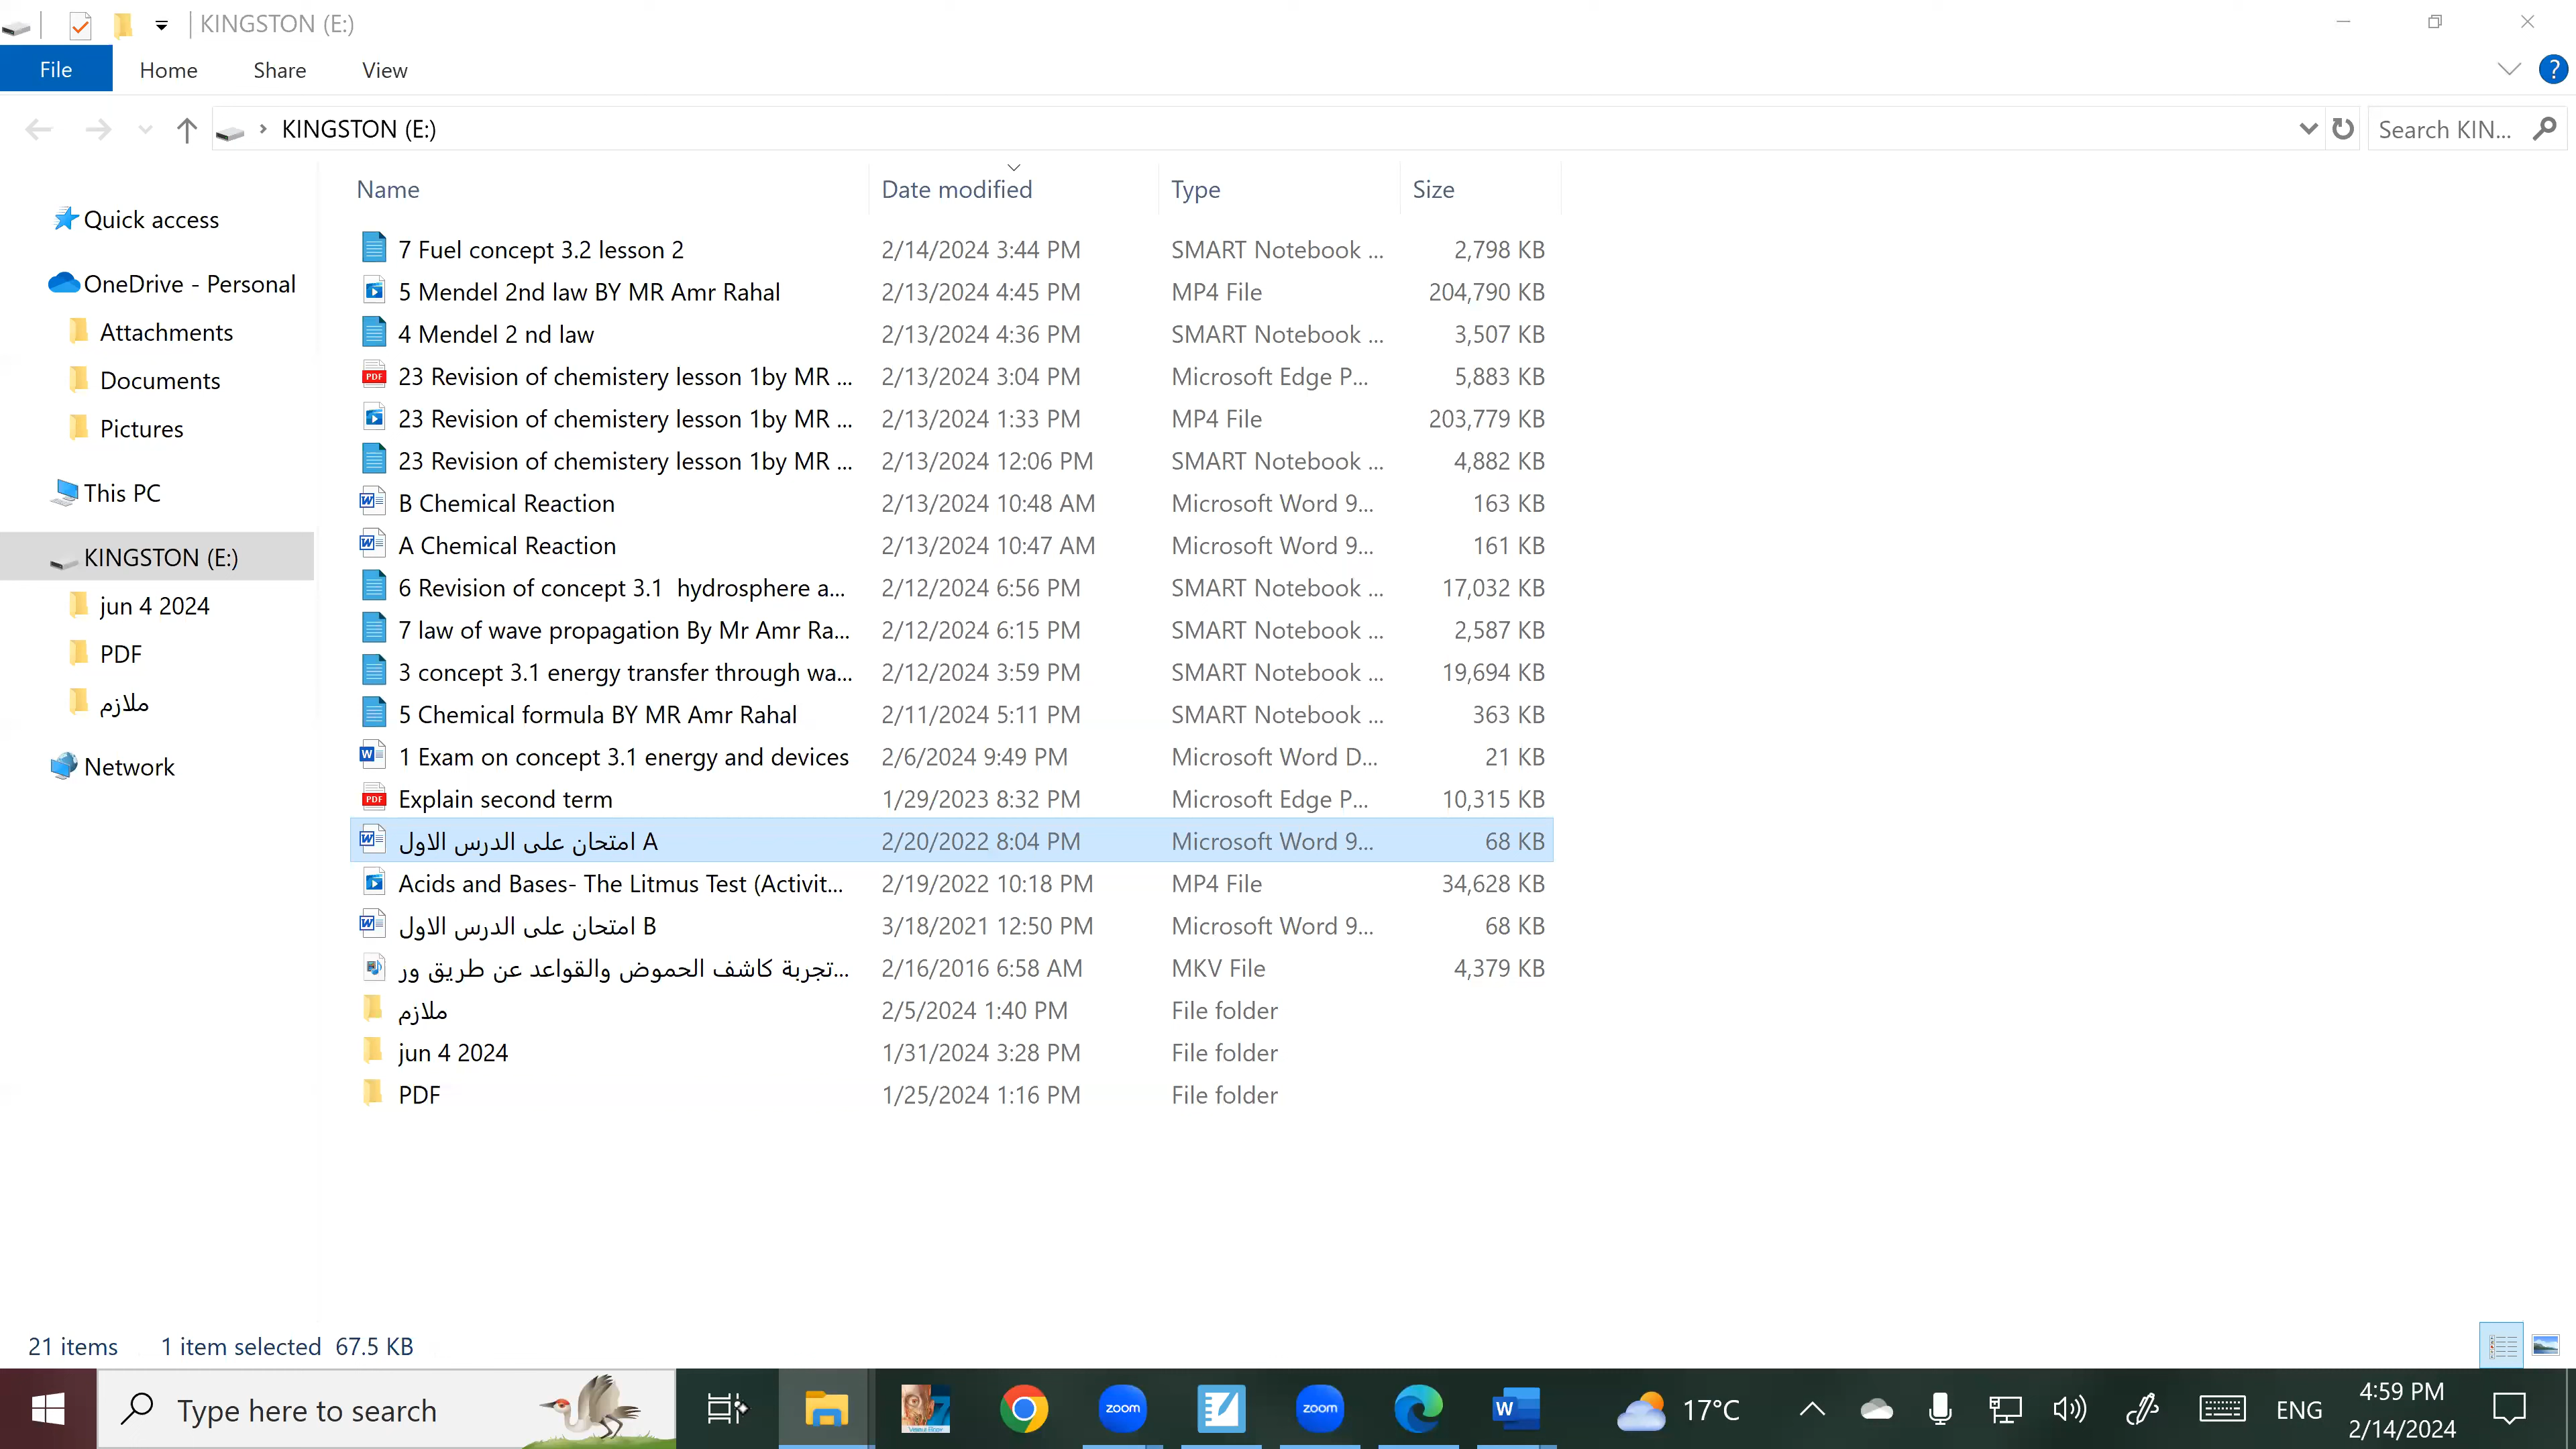 KINGSTON (E:)
File Home Share View
KINGSTON (E:) Search KIN...
Name Date modified Type Size
Quick access
OneDrive - Personal
Attachments
Documents
Pictures
This PC
KINGSTON (E:)
jun 4 2024
PDF
ملازم
Network
7 Fuel concept 3.2 lesson 2 2/14/2024 3:44 PM SMART Notebook ... 2,798 KB
5 Mendel 2nd law BY MR Amr Rahal 2/13/2024 4:45 PM MP4 File 204,790 KB
4 Mendel 2 nd law 2/13/2024 4:36 PM SMART Notebook ... 3,507 KB
23 Revision of chemistery lesson 1by MR ... 2/13/2024 3:04 PM Microsoft Edge P... 5,883 KB
23 Revision of chemistery lesson 1by MR ... 2/13/2024 1:33 PM MP4 File 203,779 KB
23 Revision of chemistery lesson 1by MR ... 2/13/2024 12:06 PM SMART Notebook ... 4,882 KB
B Chemical Reaction 2/13/2024 10:48 AM Microsoft Word 9... 163 KB
A Chemical Reaction 2/13/2024 10:47 AM Microsoft Word 9... 161 KB
6 Revision of concept 3.1  hydrosphere a... 2/12/2024 6:56 PM SMART Notebook ... 17,032 KB
7 law of wave propagation By Mr Amr Ra... 2/12/2024 6:15 PM SMART Notebook ... 2,587 KB
3 concept 3.1 energy transfer through wa... 2/12/2024 3:59 PM SMART Notebook ... 19,694 KB
5 Chemical formula BY MR Amr Rahal 2/11/2024 5:11 PM SMART Notebook ... 363 KB
1 Exam on concept 3.1 energy and devices 2/6/2024 9:49 PM Microsoft Word D... 21 KB
Explain second term 1/29/2023 8:32 PM Microsoft Edge P... 10,315 KB
امتحان على الدرس الاول A 2/20/2022 8:04 PM Microsoft Word 9... 68 KB
Acids and Bases- The Litmus Test (Activit... 2/19/2022 10:18 PM MP4 File 34,628 KB
امتحان على الدرس الاول B 3/18/2021 12:50 PM Microsoft Word 9... 68 KB
تجربة كاشف الحموض والقواعد عن طريق ور... 2/16/2016 6:58 AM MKV File 4,379 KB
ملازم 2/5/2024 1:40 PM File folder
jun 4 2024 1/31/2024 3:28 PM File folder
PDF 1/25/2024 1:16 PM File folder
21 items 1 item selected 67.5 KB
Type here to search zoom zoom 17°C ENG 4:59 PM
2/14/2024